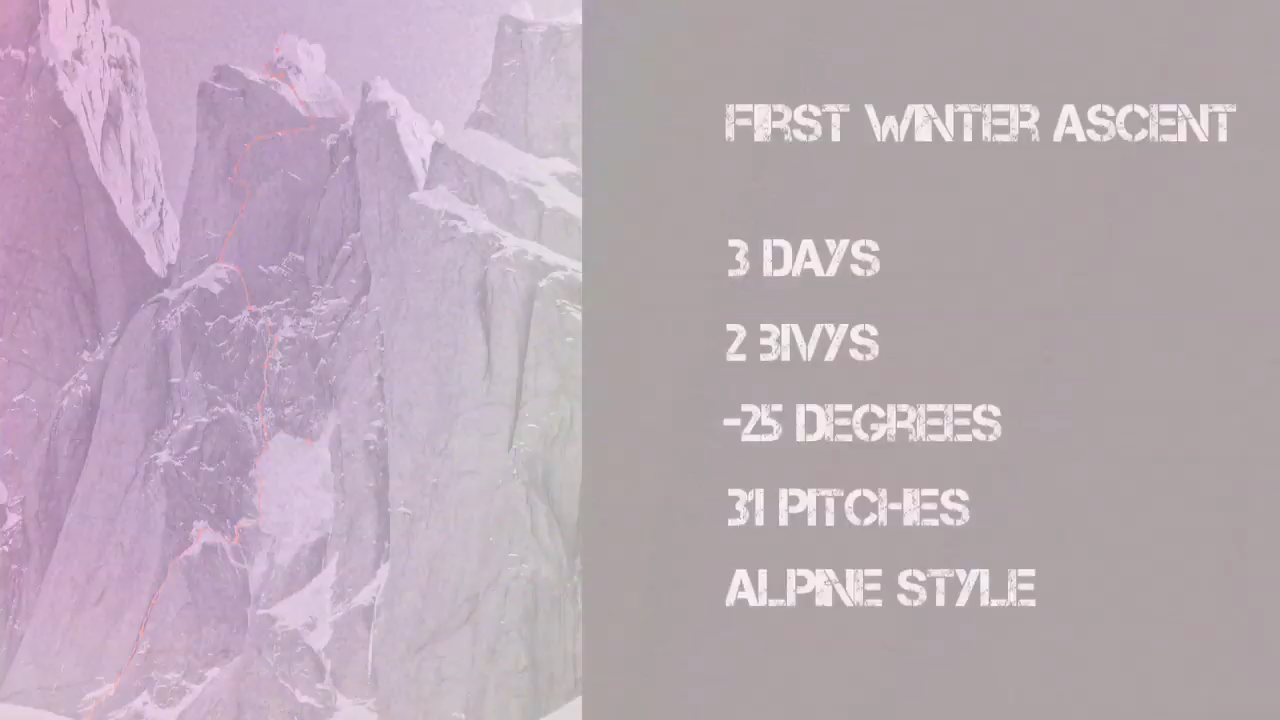 FIRST WINTER ASCENT
3 DAYS
2 BIVYS
-25 DEGREES
31 PITCHES
ALPINE STYLE